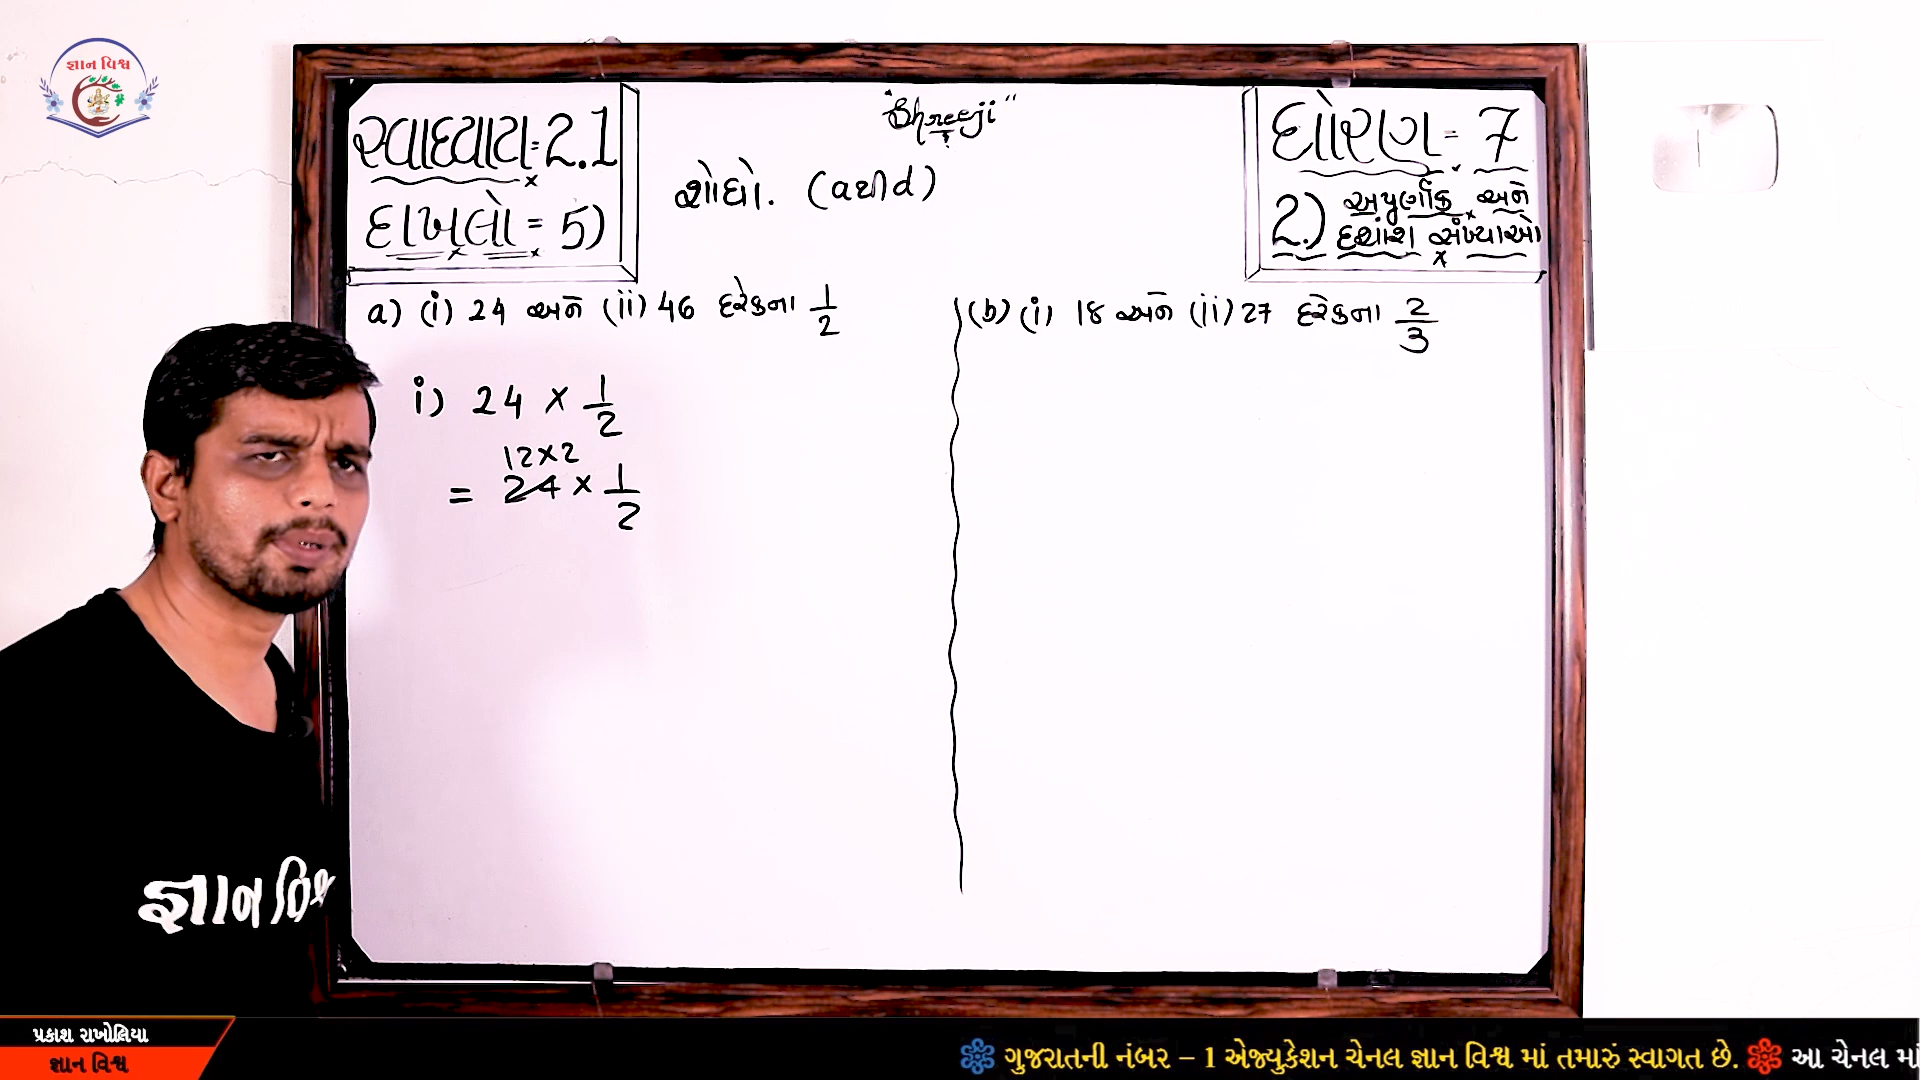 જ્ઞાન વિશ્વ
"Shreeji"
સ્વાધ્યાય = 2.1
દાખલો = 5)
શોધો. (a થી d)
ધોરણ = 7
2.) અપૂર્ણાંક અને
દશાંશ સંખ્યાઓ
a) (i) 24 અને (ii) 46 દરેકના 1/2
i) 24 × 1/2
12×2
= 24 × 1/2
(b) (i) 18 અને (ii) 27 દરેકના 2/3
જ્ઞાન વિશ્વ
પ્રકાશ રાખોલિયા
જ્ઞાન વિશ્વ
ગુજરાતની નંબર – 1 એજ્યુકેશન ચેનલ જ્ઞાન વિશ્વ માં તમારું સ્વાગત છે. આ ચેનલ માં